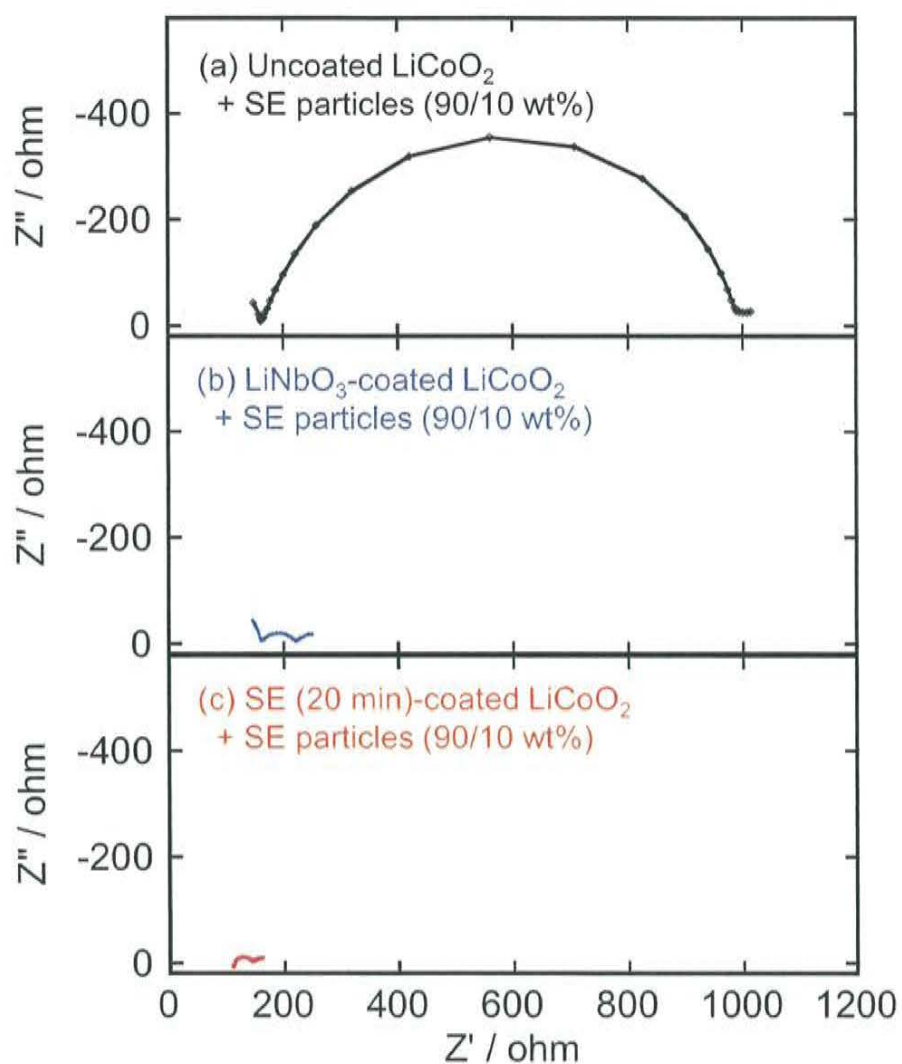 (a) Uncoated LiCoO₂
+ SE particles (90/10 wt%)
Z" / ohm
-400
-200
0
(b) LiNbO₃-coated LiCoO₂
+ SE particles (90/10 wt%)
Z" / ohm
-400
-200
0
(c) SE (20 min)-coated LiCoO₂
+ SE particles (90/10 wt%)
Z" / ohm
-400
-200
0
0 200 400 600 800 1000 1200
Z' / ohm